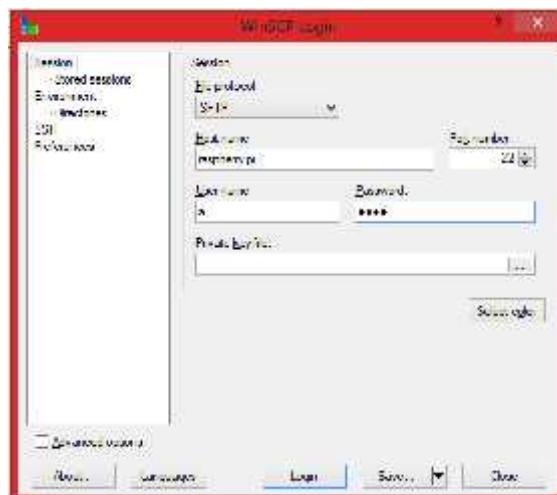 WinSCP Login
Session
Stored sessions
Environment
Directories
SSH
Preferences
Session
File protocol
SFTP
Host name
Port number
raspberry pi
22
User name
Password:
●●●●
Private key file:
...
Select color
Advanced options
About...
Languages
Login
Save...
Close